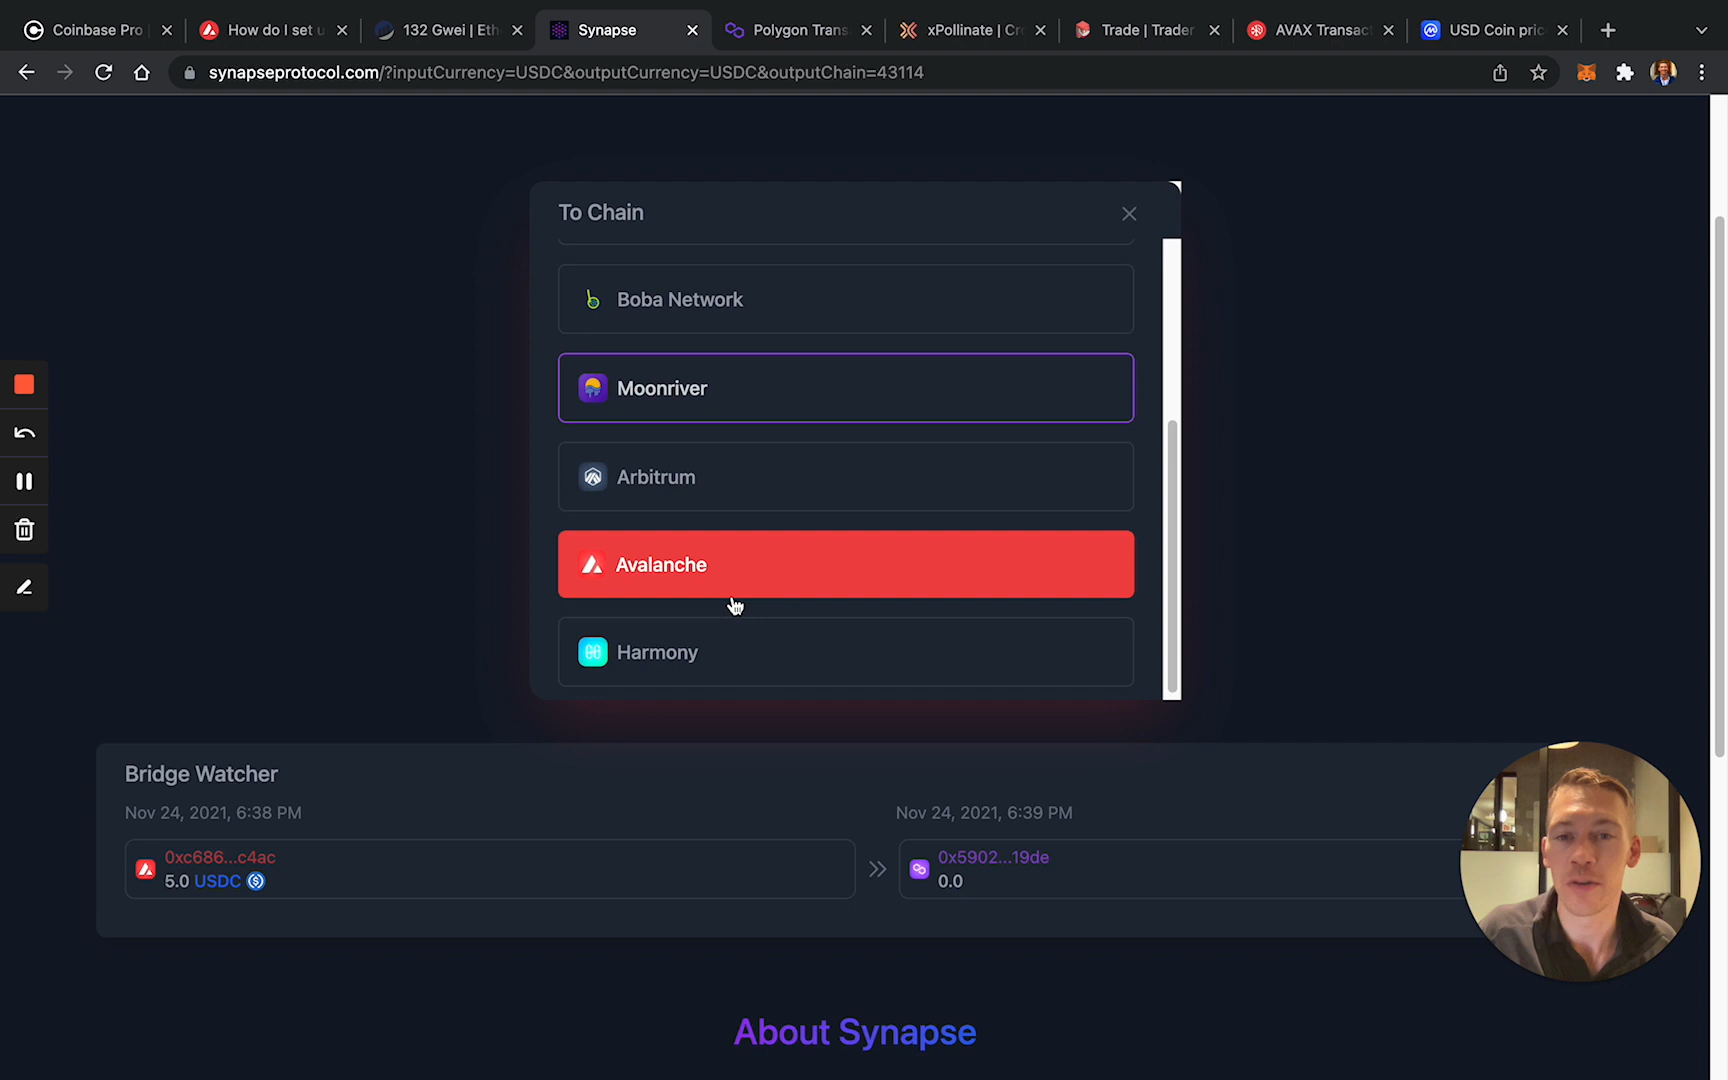 Coinbase Pro
How do I set u
132 Gwei | Eth
Synapse
Polygon Trans
xPollinate | Cro
Trade | Trader
AVAX Transact
USD Coin pric
synapseprotocol.com/?inputCurrency=USDC&outputCurrency=USDC&outputChain=43114
To Chain
Boba Network
Moonriver
Arbitrum
Avalanche
Harmony
Bridge Watcher
Nov 24, 2021, 6:38 PM
Nov 24, 2021, 6:39 PM
0xc686...c4ac
0x5902...19de
5.0 USDC
0.0
About Synapse